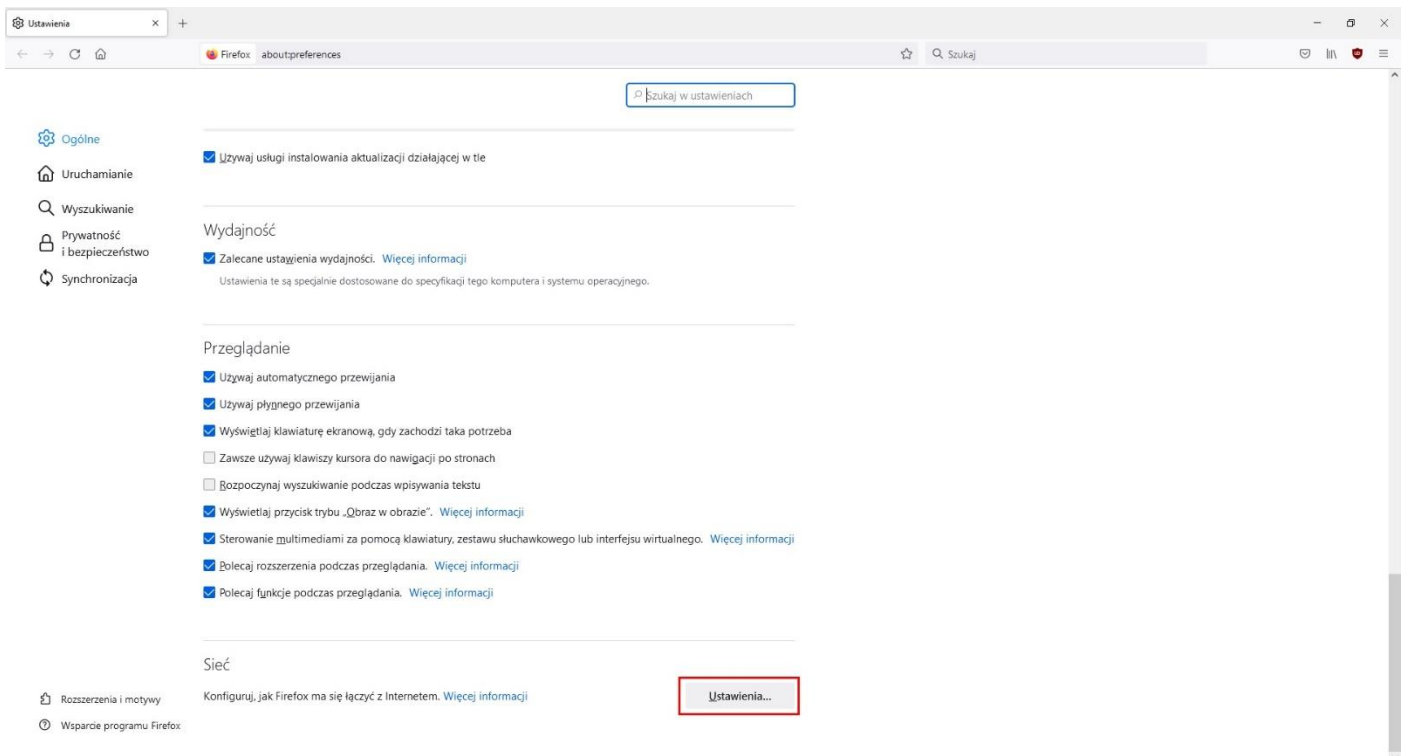 Ustawienia
Firefox about:preferences
Szukaj
Szukaj w ustawieniach
Ogólne
Uruchamianie
Wyszukiwanie
Prywatność
i bezpieczeństwo
Synchronizacja
Rozszerzenia i motywy
Wsparcie programu Firefox
Używaj usługi instalowania aktualizacji działającej w tle
Wydajność
Zalecane ustawienia wydajności. Więcej informacji
Ustawienia te są specjalnie dostosowane do specyfikacji tego komputera i systemu operacyjnego.
Przeglądanie
Używaj automatycznego przewijania
Używaj płynnego przewijania
Wyświetlaj klawiaturę ekranową, gdy zachodzi taka potrzeba
Zawsze używaj klawiszy kursora do nawigacji po stronach
Rozpoczynaj wyszukiwanie podczas wpisywania tekstu
Wyświetlaj przycisk trybu „Obraz w obrazie”. Więcej informacji
Sterowanie multimediami za pomocą klawiatury, zestawu słuchawkowego lub interfejsu wirtualnego. Więcej informacji
Polecaj rozszerzenia podczas przeglądania. Więcej informacji
Polecaj funkcje podczas przeglądania. Więcej informacji
Sieć
Konfiguruj, jak Firefox ma się łączyć z Internetem. Więcej informacji
Ustawienia...